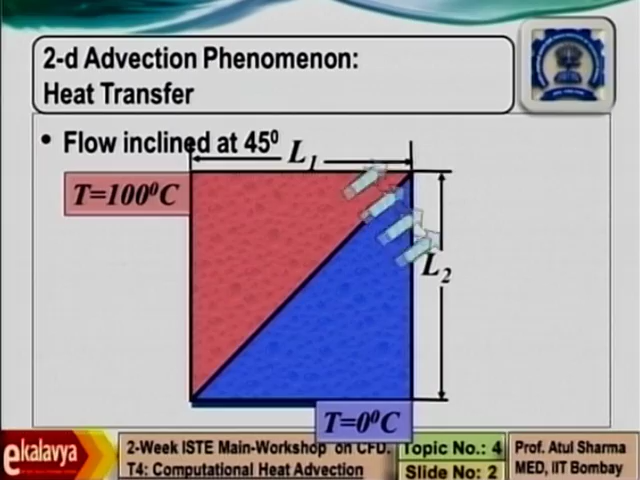 2-d Advection Phenomenon:
Heat Transfer
• Flow inclined at 45⁰
L₁
T=100⁰C
L₂
T=0⁰C
ekalavya
2-Week ISTE Main-Workshop on CFD.
T4: Computational Heat Advection
Topic No.: 4
Slide No: 2
Prof. Atul Sharma
MED, IIT Bombay